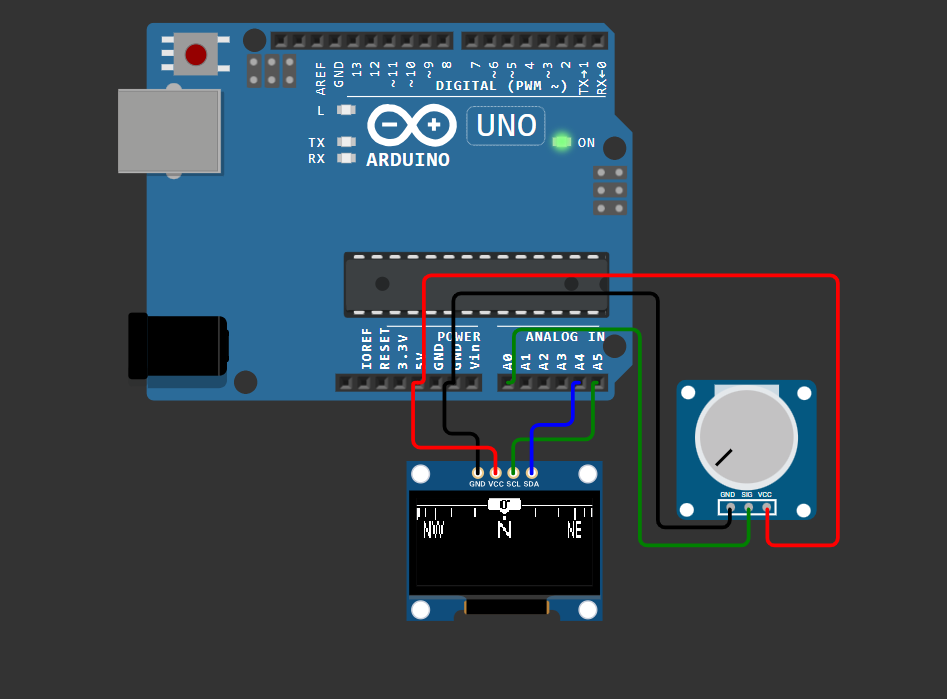 AREF
GND
13
12
~11
~10
~9
8
7
~6
~5
4
~3
2
TX→1
RX←0
DIGITAL (PWM ~)
L
TX
RX
UNO
ON
ARDUINO
POWER
ANALOG IN
IOREF
RESET
3.3V
5V
GND
GND
Vin
A0
A1
A2
A3
A4
A5
GND VCC SCL SDA
0°
NW N NE
GND SIG VCC